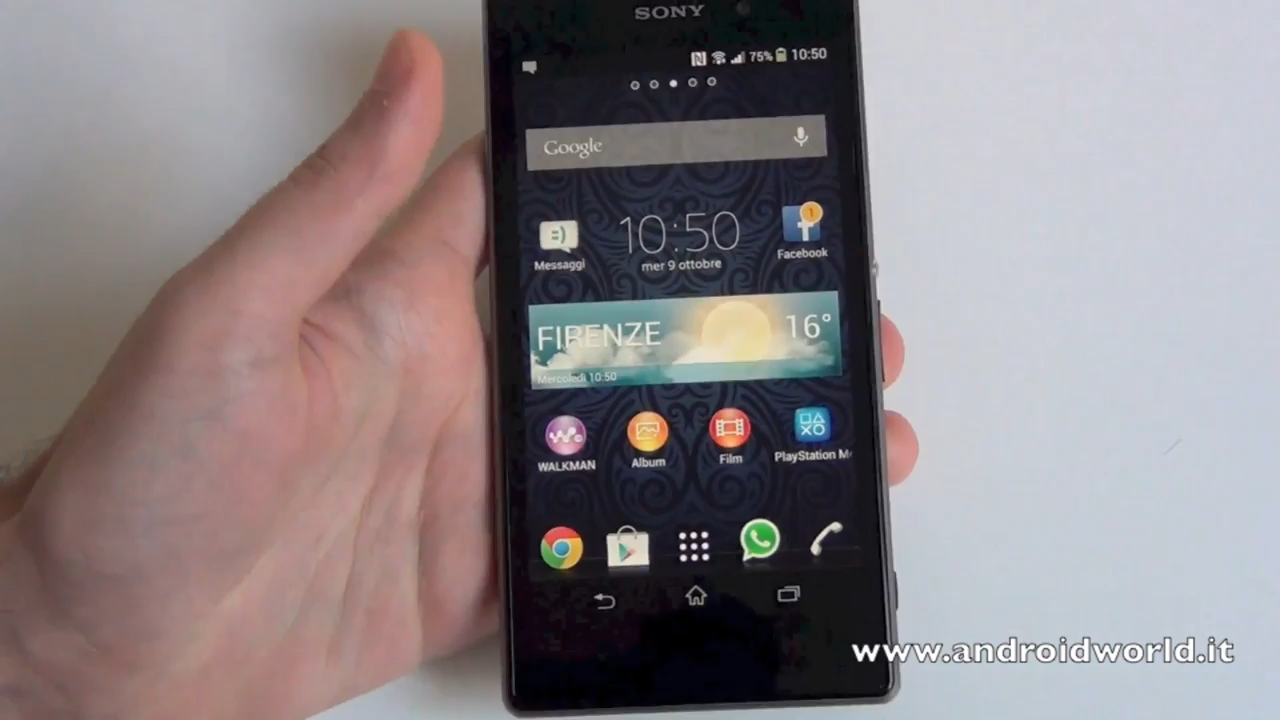 SONY
75% 10:50
Google
10:50
mer 9 ottobre
Messaggi
1
Facebook
FIRENZE
16°
Mercoledì 10:50
WALKMAN
Album
Film
PlayStation M
www.androidworld.it